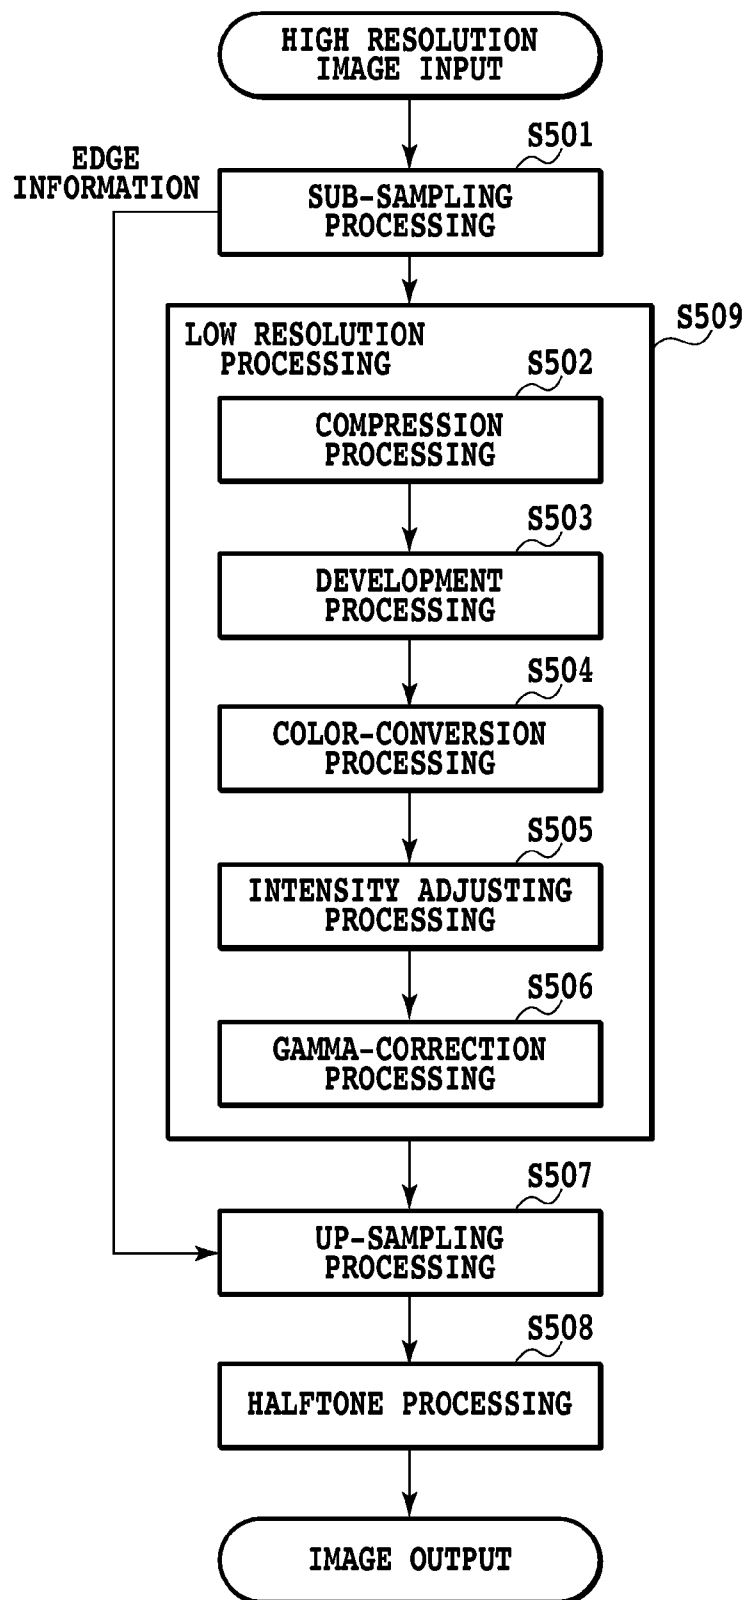 HIGH RESOLUTION
IMAGE INPUT
S501
EDGE
INFORMATION
SUB-SAMPLING
PROCESSING
S509
LOW RESOLUTION
PROCESSING
S502
COMPRESSION
PROCESSING
S503
DEVELOPMENT
PROCESSING
S504
COLOR-CONVERSION
PROCESSING
S505
INTENSITY ADJUSTING
PROCESSING
S506
GAMMA-CORRECTION
PROCESSING
S507
UP-SAMPLING
PROCESSING
S508
HALFTONE PROCESSING
IMAGE OUTPUT